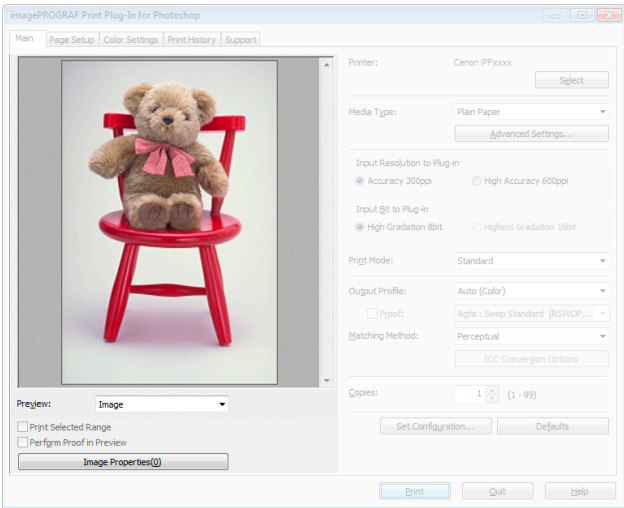 imagePROGRAF Print Plug-In for Photoshop
Main Page Setup Color Settings Print History Support
Printer: Canon iPFxxxx
Select
Media Type: Plain Paper
Advanced Settings...
Input Resolution to Plug-in
Accuracy 300ppi High Accuracy 600ppi
Input Bit to Plug-in
High Gradation 8bit Highest Gradation 16bit
Print Mode: Standard
Output Profile: Auto (Color)
Proof: Agfa : Swop Standard [RSWOP...
Matching Method: Perceptual
ICC Conversion Options
Copies: 1 (1 - 99)
Set Configuration... Defaults
Preview: Image
Print Selected Range
Perform Proof in Preview
Image Properties(0)
Print Quit Help